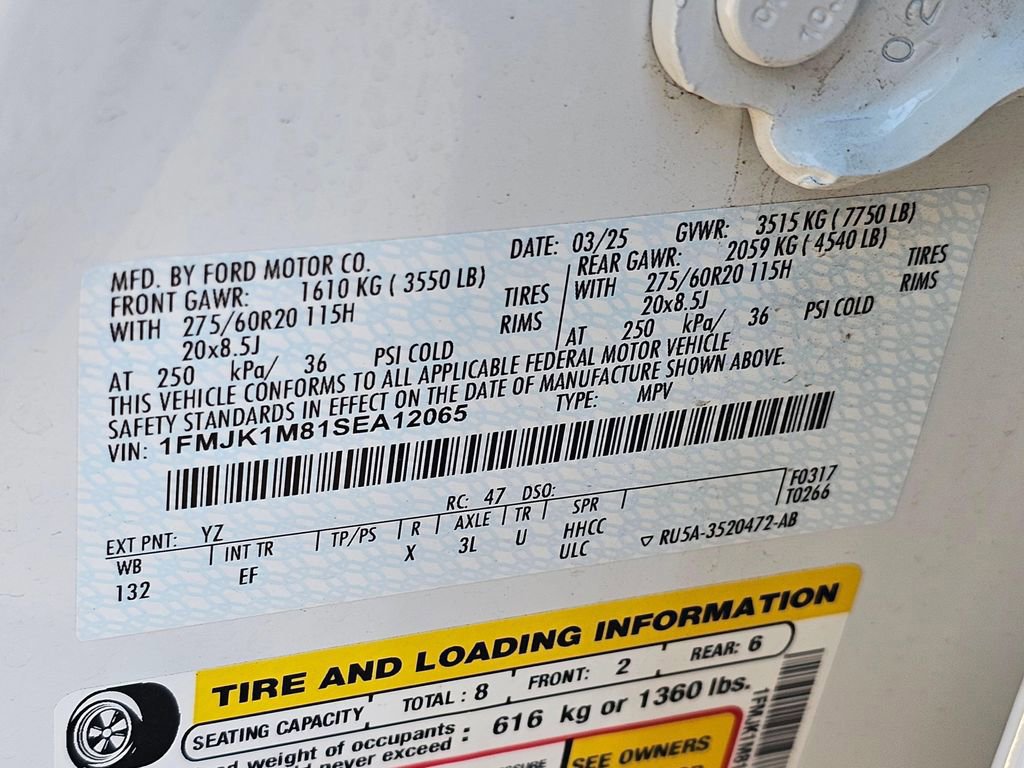 02
MFD. BY FORD MOTOR CO.
DATE: 03/25 GVWR: 3515 KG ( 7750 LB)
FRONT GAWR: 1610 KG ( 3550 LB)
WITH 275/60R20 115H TIRES
20x8.5J RIMS
AT 250 kPa/ 36 PSI COLD
REAR GAWR: 2059 KG ( 4540 LB)
WITH 275/60R20 115H TIRES
20x8.5J RIMS
AT 250 kPa/ 36 PSI COLD
THIS VEHICLE CONFORMS TO ALL APPLICABLE FEDERAL MOTOR VEHICLE
SAFETY STANDARDS IN EFFECT ON THE DATE OF MANUFACTURE SHOWN ABOVE.
VIN: 1FMJK1M81SEA12065 TYPE: MPV
F0317
EXT PNT: YZ RC: 47 DSO: T0266
WB INT TR TP/PS R AXLE TR SPR
132 EF X 3L U HHCC
ULC
▽ RU5A-3520472-AB
TIRE AND LOADING INFORMATION
SEATING CAPACITY TOTAL : 8 FRONT: 2 REAR: 6
weight of occupants : 616 kg or 1360 lbs.
never exceed
SEE OWNERS